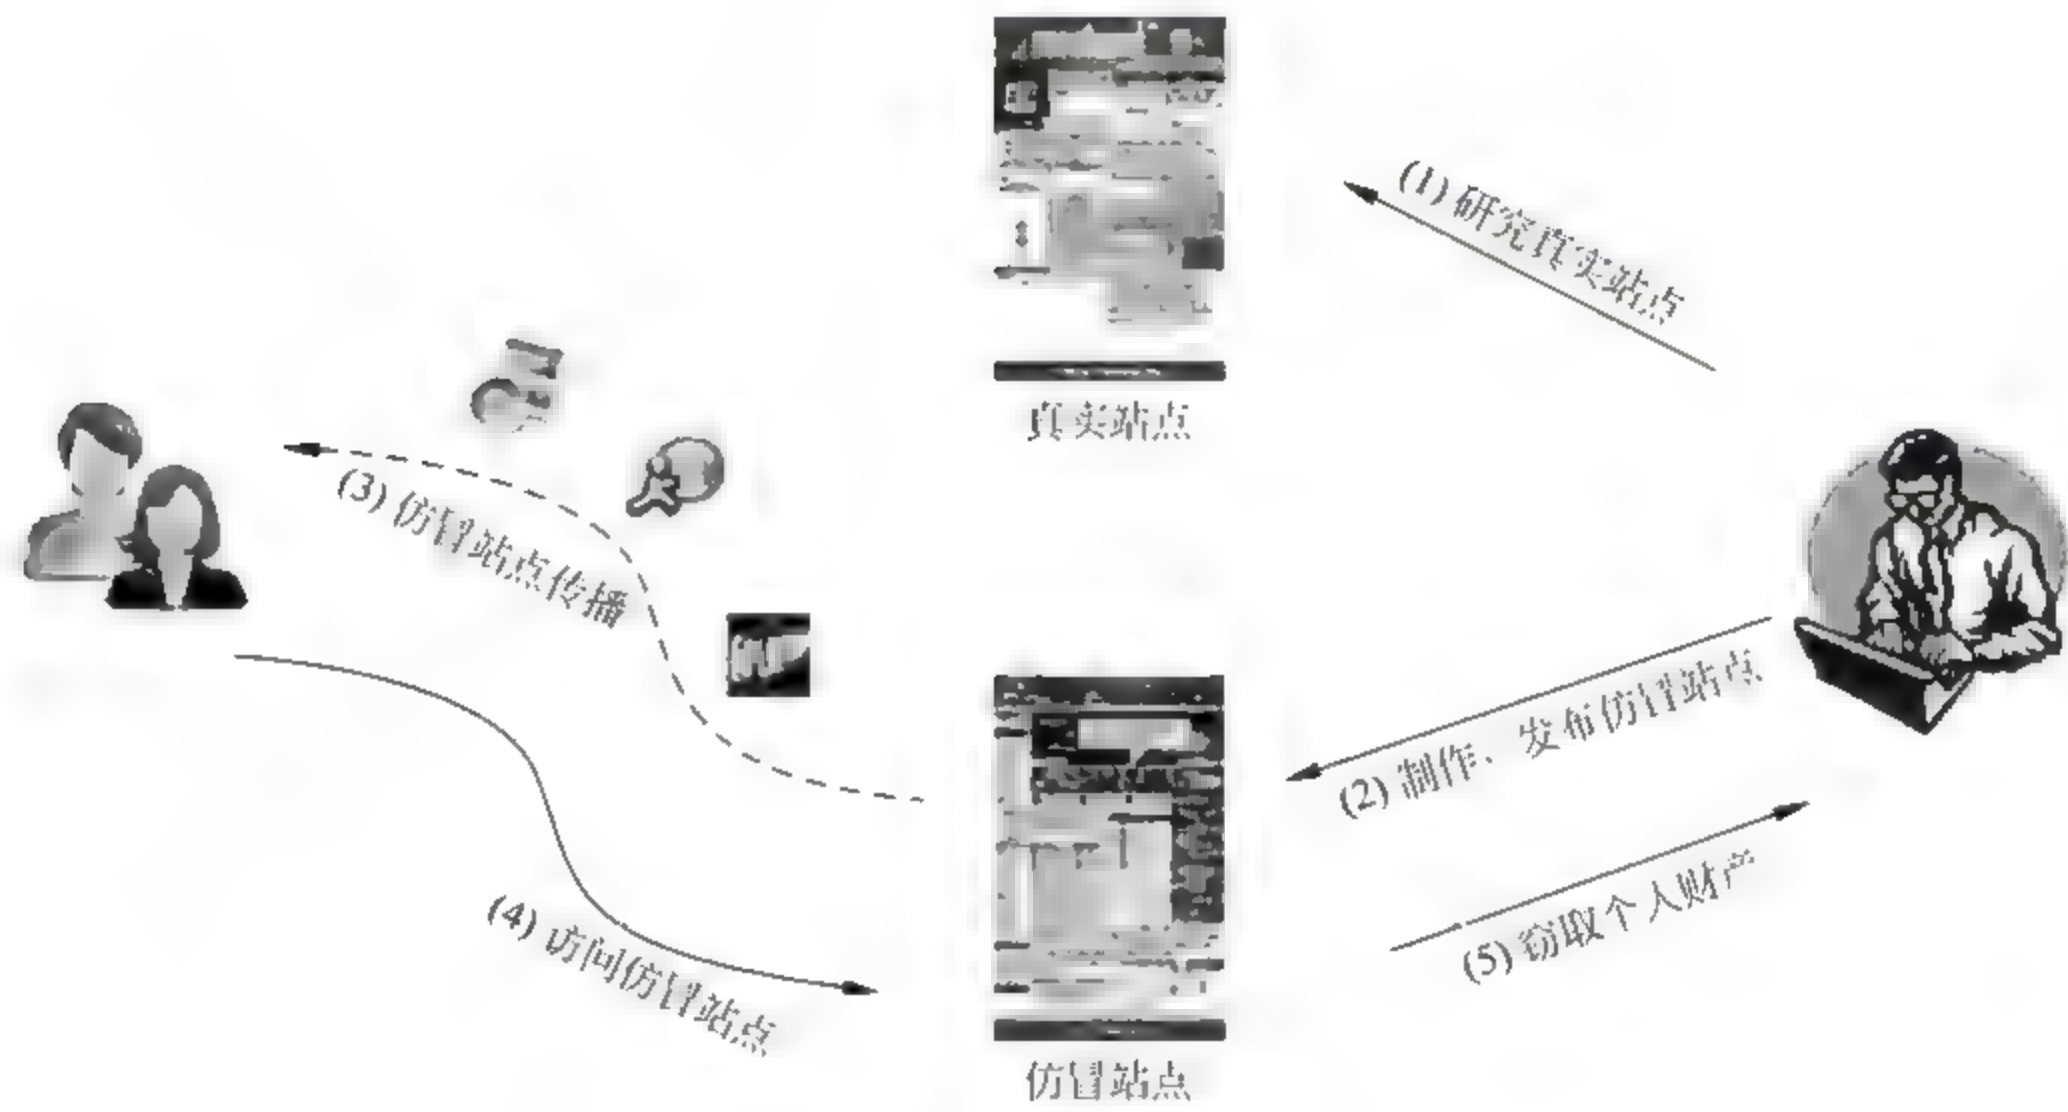 (1) 研究真实站点
真实站点
(3) 仿冒站点传播
(2) 制作、发布仿冒站点
(4) 访问仿冒站点
(5) 窃取个人财产
仿冒站点